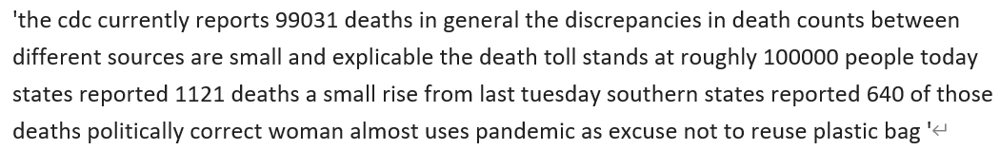 'the cdc currently reports 99031 deaths in general the discrepancies in death counts between
different sources are small and explicable the death toll stands at roughly 100000 people today
states reported 1121 deaths a small rise from last tuesday southern states reported 640 of those
deaths politically correct woman almost uses pandemic as excuse not to reuse plastic bag '↵